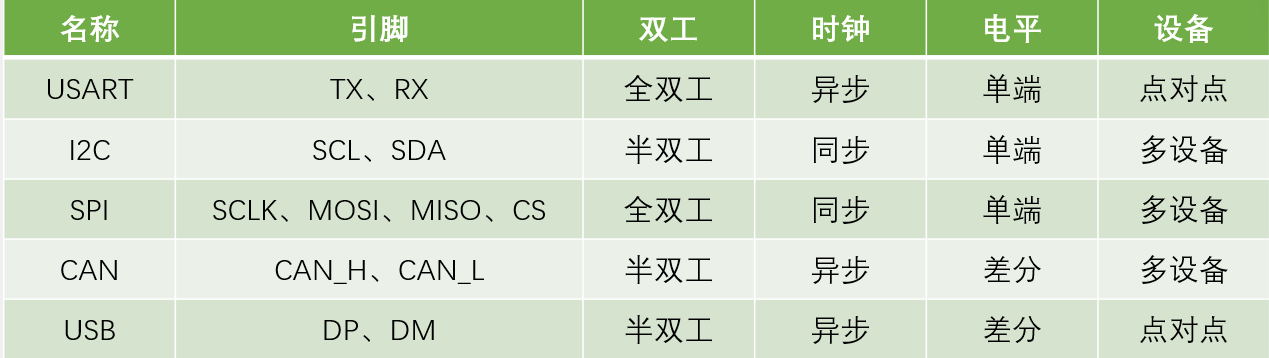 名称 引脚 双工 时钟 电平 设备
USART TX、RX 全双工 异步 单端 点对点
I2C SCL、SDA 半双工 同步 单端 多设备
SPI SCLK、MOSI、MISO、CS 全双工 同步 单端 多设备
CAN CAN_H、CAN_L 半双工 异步 差分 多设备
USB DP、DM 半双工 异步 差分 点对点